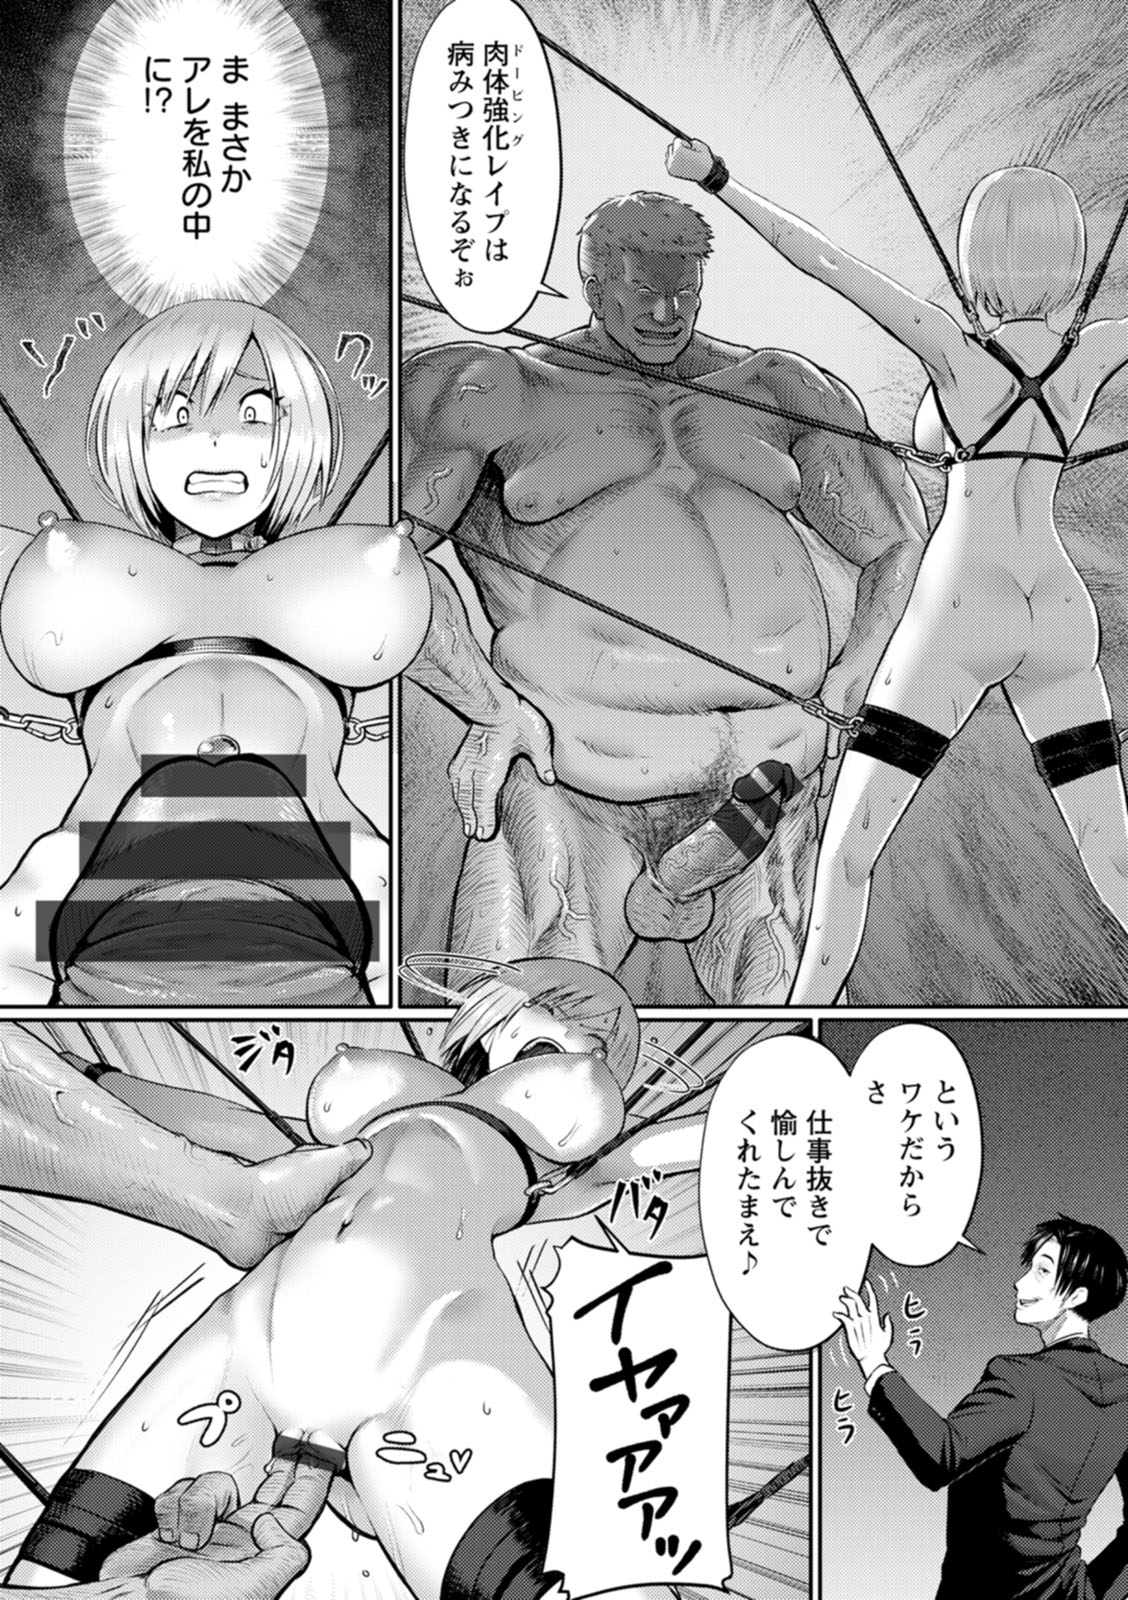 肉体強化レイプは
ドーピング
病みつきになるぞぉ
ま まさか
アレを私の中
に!?
ゾ
クッ
という
ワケだから
さ
仕事抜きで
愉しんで
くれたまえ♪
ヒラ
ヒラ
ジタ
バタ
イヤァアアアッ
プ
ニュ♡